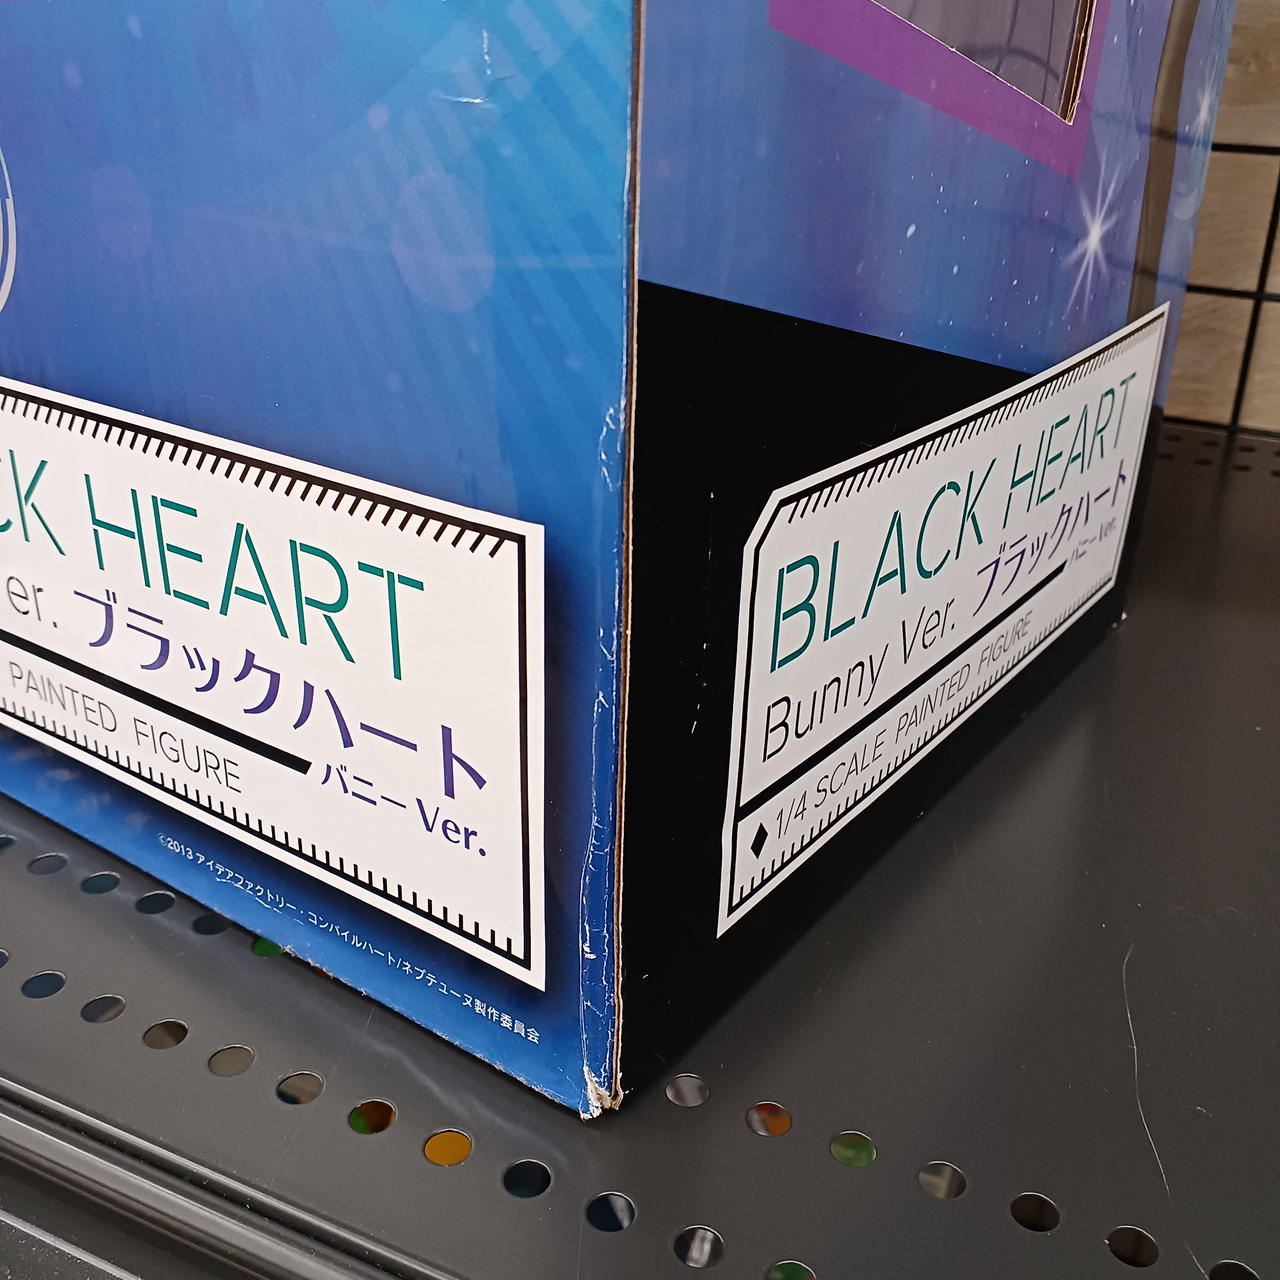 CK HEART
er. ブラックハート
PAINTED FIGURE
バニーVer.
©2013 アイデアファクトリー・コンパイルハート/ネプテューヌ製作委員会
BLACK HEART
Bunny Ver. ブラックハート
バニーVer.
♦1/4 SCALE PAINTED FIGURE